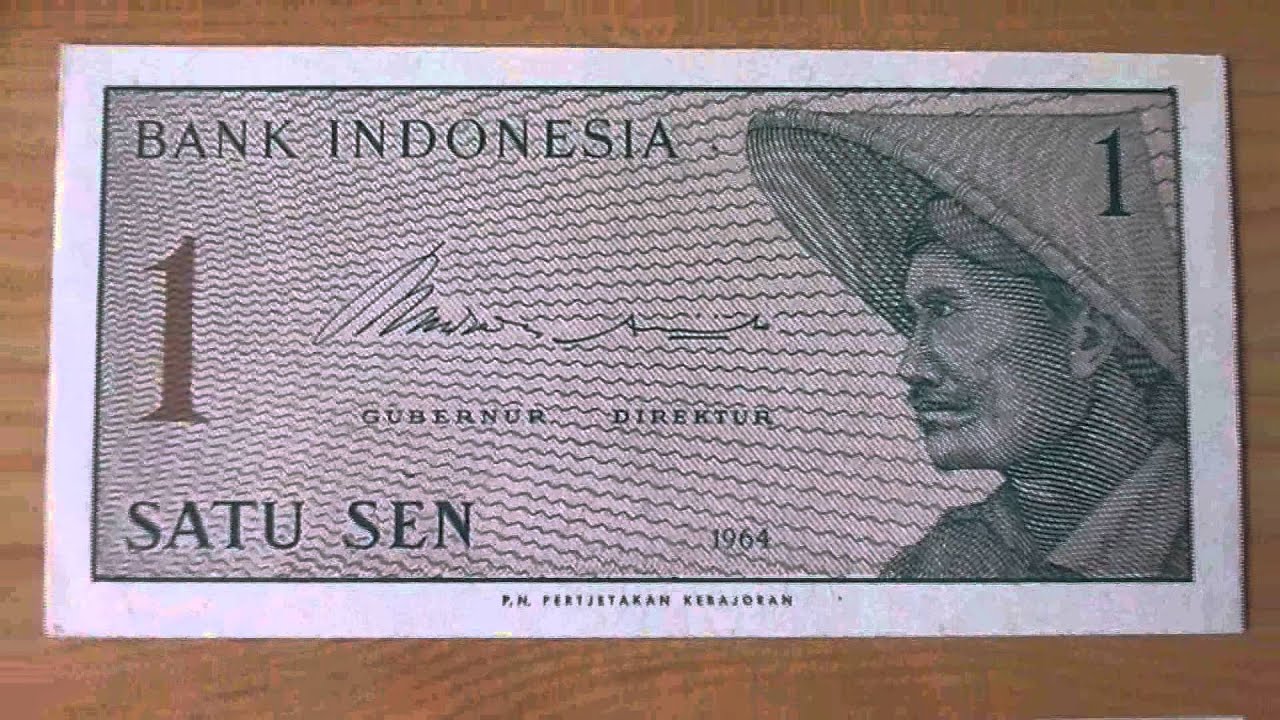 BANK INDONESIA
1
1
GUBERNUR DIREKTUR
SATU SEN
1964
P.N. PERTJETAKAN KEBAJORAN